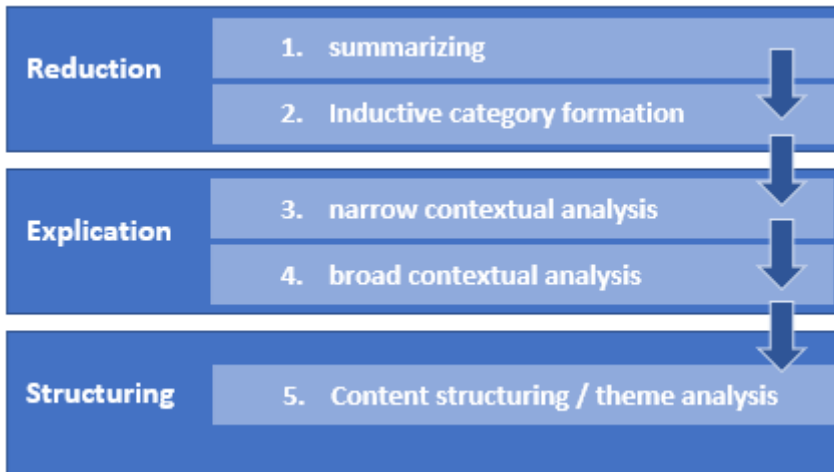 Reduction
1. summarizing
2. Inductive category formation
Explication
3. narrow contextual analysis
4. broad contextual analysis
Structuring
5. Content structuring / theme analysis